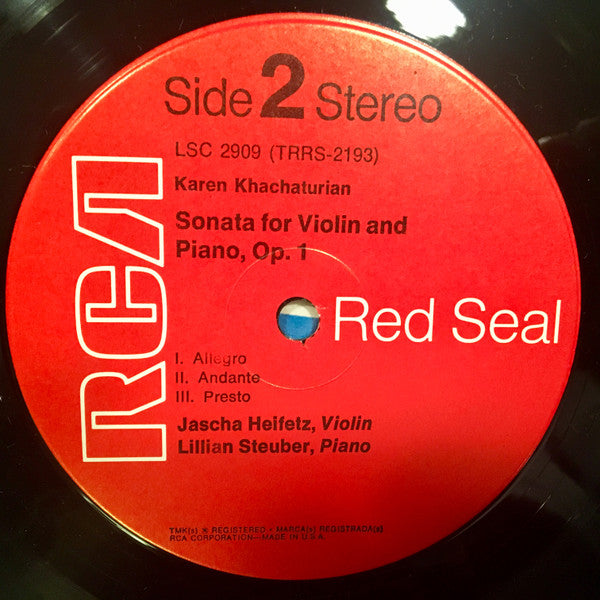 Side 2 Stereo
LSC 2909 (TRRS-2193)
Karen Khachaturian
Sonata for Violin and
Piano, Op. 1
RCA
Red Seal
I. Allegro
II. Andante
III. Presto
Jascha Heifetz, Violin
Lillian Steuber, Piano
TMK(s) ® REGISTERED • MARCA(s) REGISTRADA(s)
RCA CORPORATION—MADE IN U.S.A.